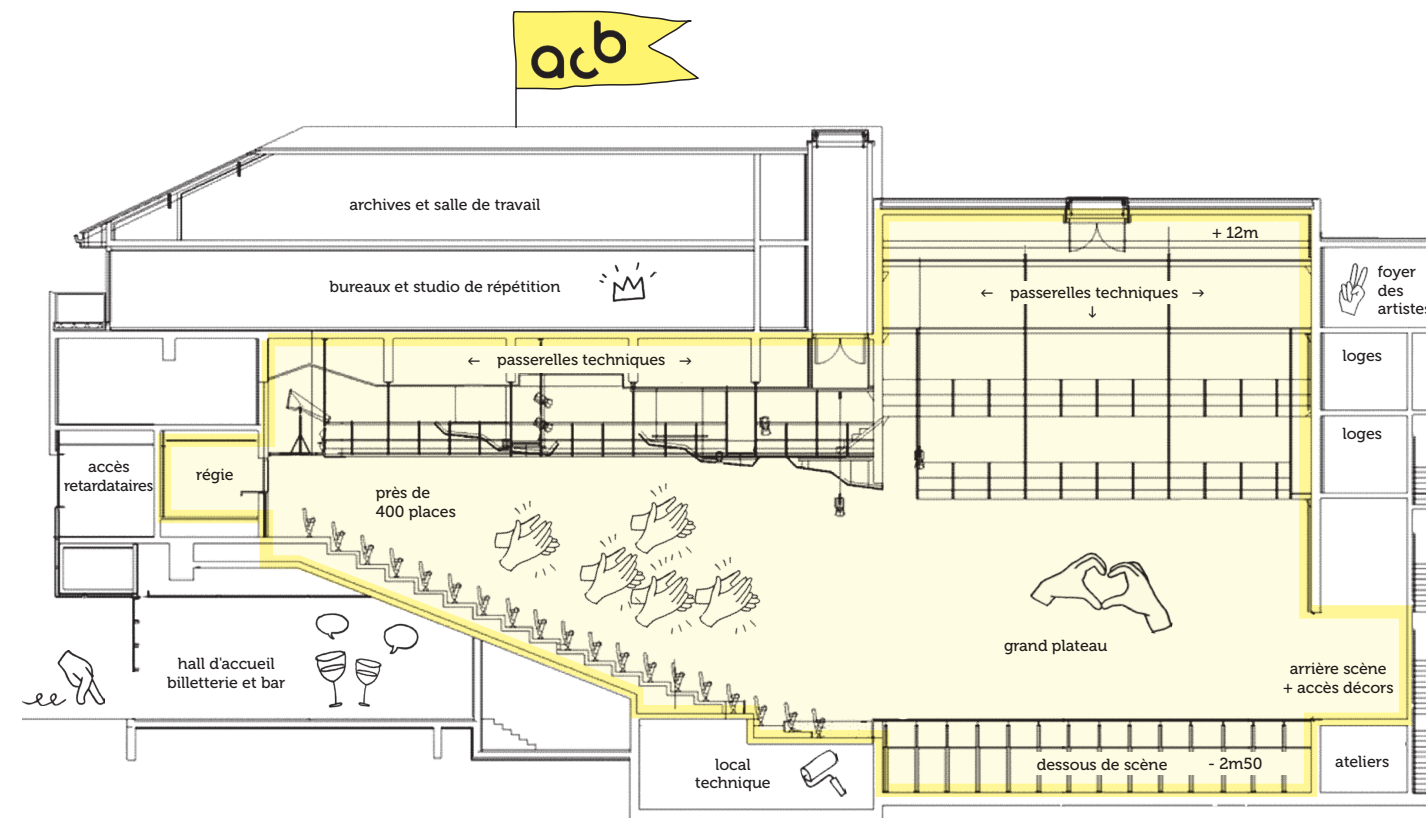 acb
archives et salle de travail
+ 12m
bureaux et studio de répétition
← passerelles techniques →
↓
foyer
des
artistes
← passerelles techniques →
loges
loges
accès
retardataires
régie
près de
400 places
grand plateau
hall d'accueil
billetterie et bar
arrière scène
+ accès décors
local
technique
dessous de scène - 2m50
ateliers